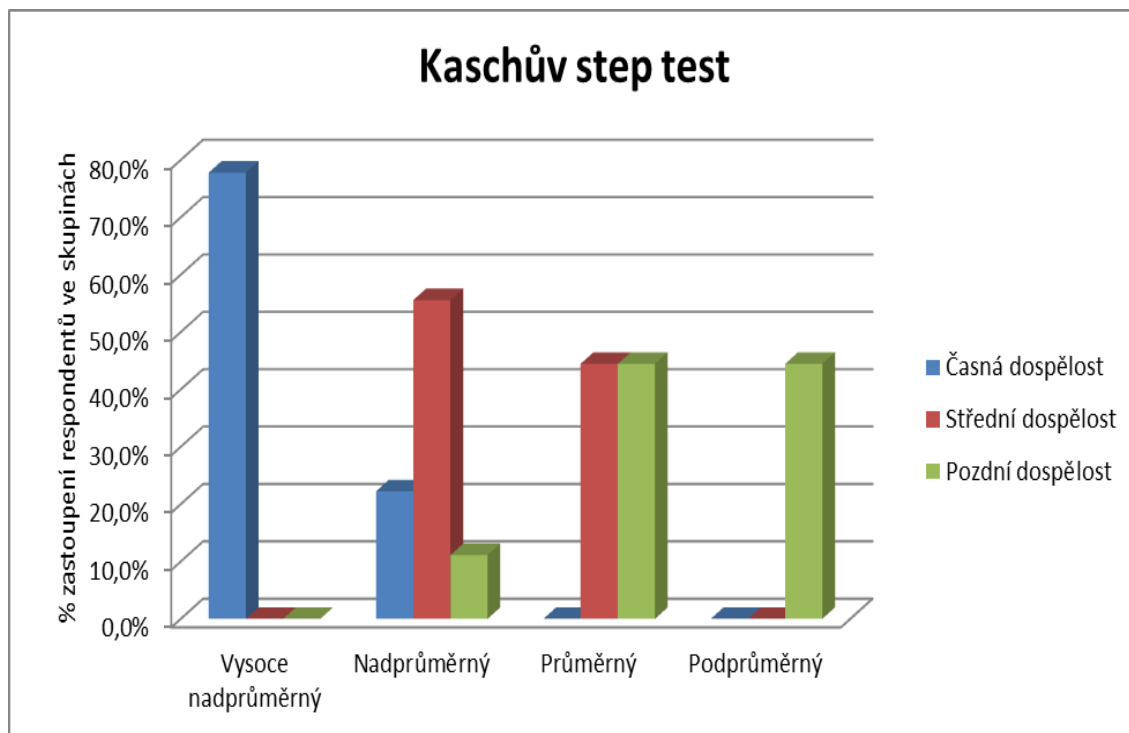 Kaschův step test
% zastoupení respondentů ve skupinách
80,0%
70,0%
60,0%
50,0%
40,0%
30,0%
20,0%
10,0%
0,0%
Vysoce
nadprůměrný
Nadprůměrný
Průměrný
Podprůměrný
Časná dospělost
Střední dospělost
Pozdní dospělost